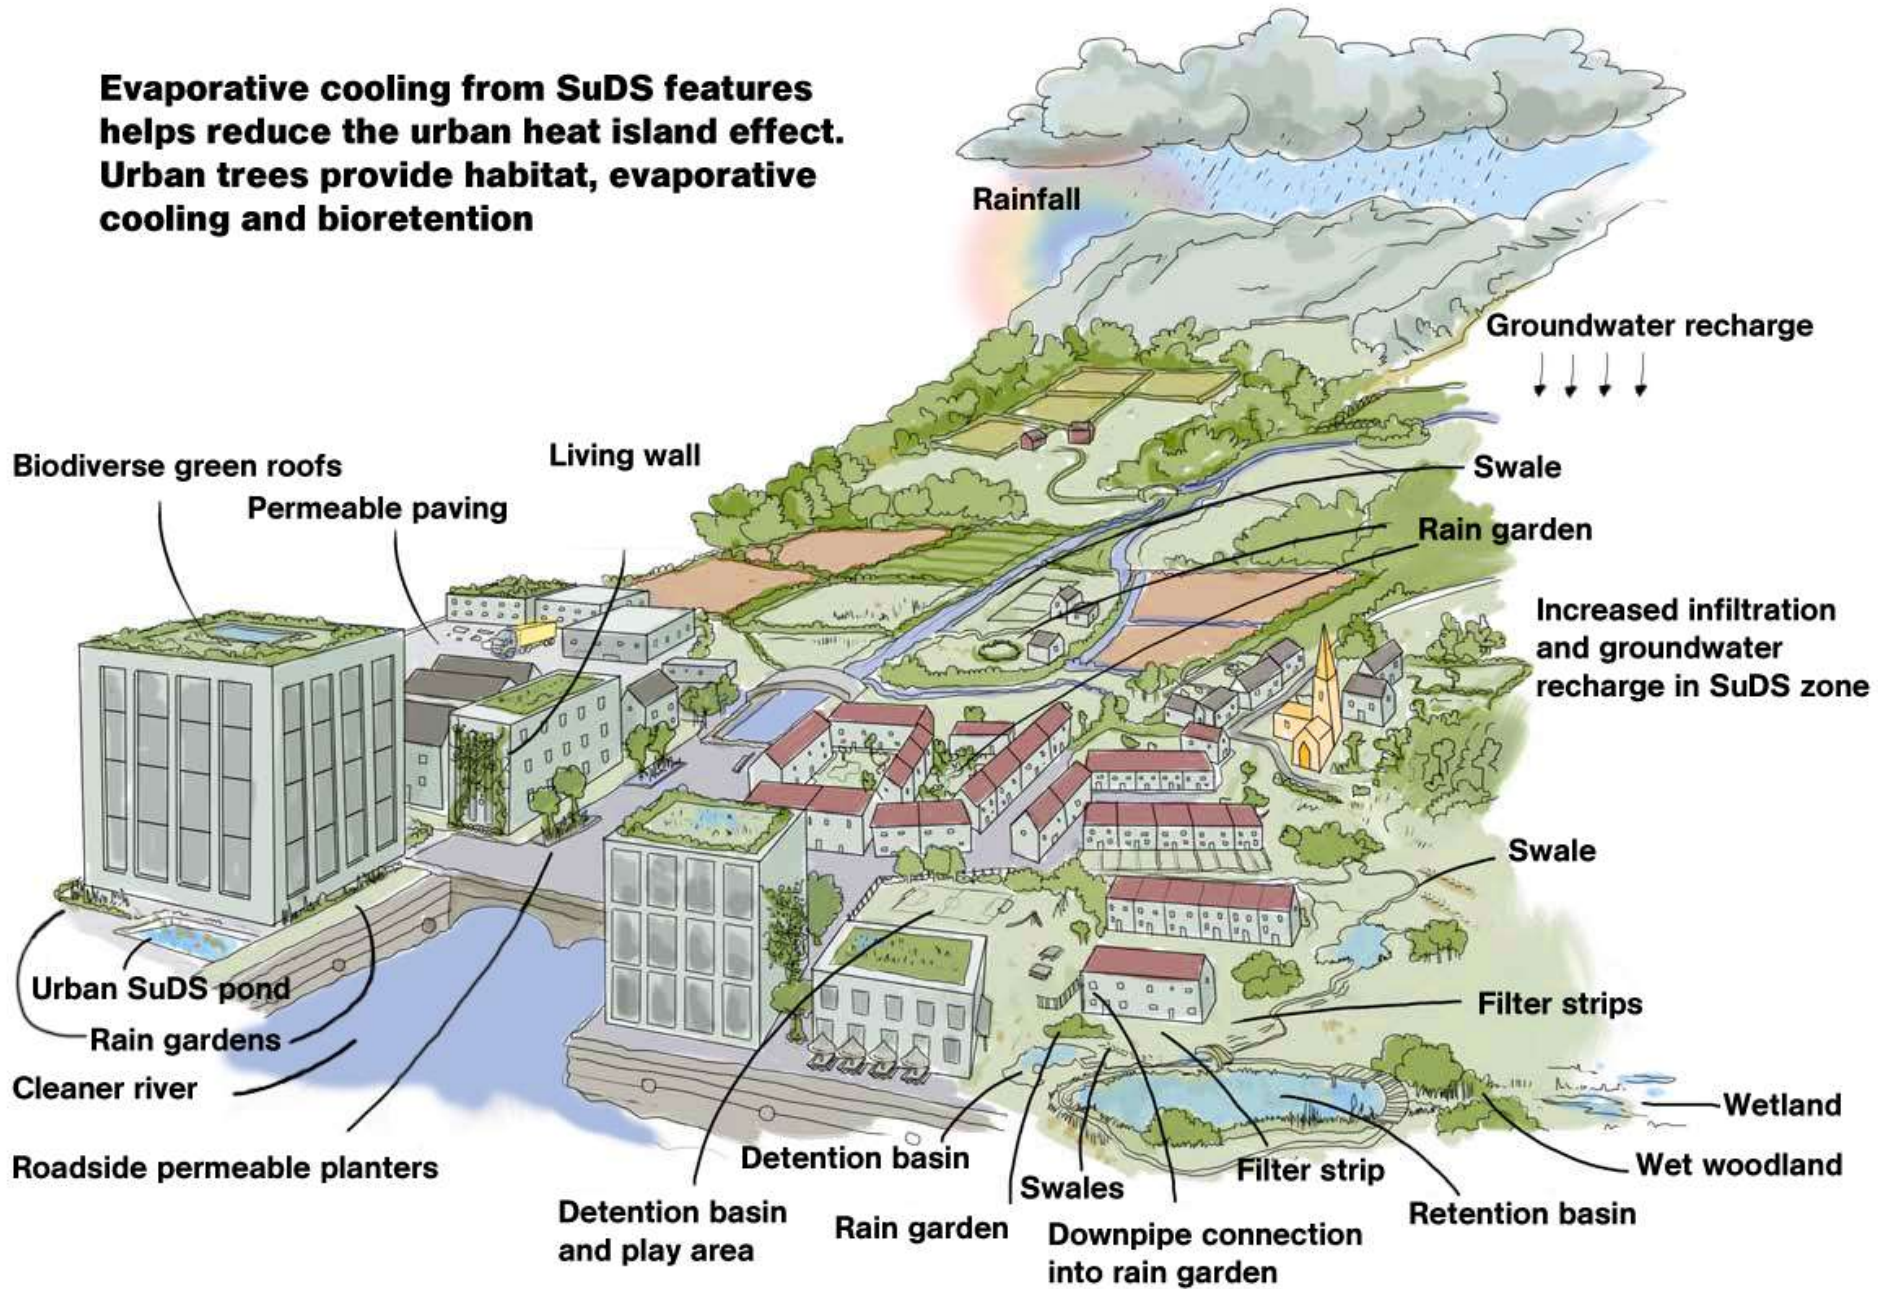 Evaporative cooling from SuDS features
helps reduce the urban heat island effect.
Urban trees provide habitat, evaporative
cooling and bioretention
Rainfall
Groundwater recharge
Living wall
Biodiverse green roofs
Swale
Permeable paving
Rain garden
Increased infiltration
and groundwater
recharge in SuDS zone
Swale
Urban SuDS pond
Filter strips
Rain gardens
Cleaner river
Wetland
Roadside permeable planters
Detention basin
Filter strip
Wet woodland
Swales
Detention basin
and play area
Rain garden
Retention basin
Downpipe connection
into rain garden